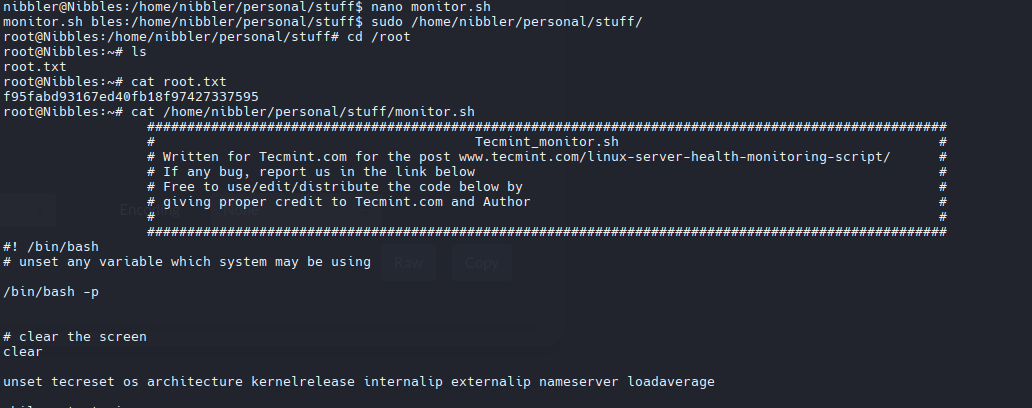 nibbler@Nibbles:/home/nibbler/personal/stuff$ nano monitor.sh
monitor.sh bles:/home/nibbler/personal/stuff$ sudo /home/nibbler/personal/stuff/
root@Nibbles:/home/nibbler/personal/stuff# cd /root
root@Nibbles:~# ls
root.txt
root@Nibbles:~# cat root.txt
f95fabd93167ed40fb18f97427337595
root@Nibbles:~# cat /home/nibbler/personal/stuff/monitor.sh
####################################################################################################
# Tecmint_monitor.sh #
# Written for Tecmint.com for the post www.tecmint.com/linux-server-health-monitoring-script/ #
# If any bug, report us in the link below #
# Free to use/edit/distribute the code below by #
# giving proper credit to Tecmint.com and Author #
# #
####################################################################################################
#! /bin/bash
# unset any variable which system may be using
Raw Copy
/bin/bash -p
# clear the screen
clear
unset tecreset os architecture kernelrelease internalip externalip nameserver loadaverage